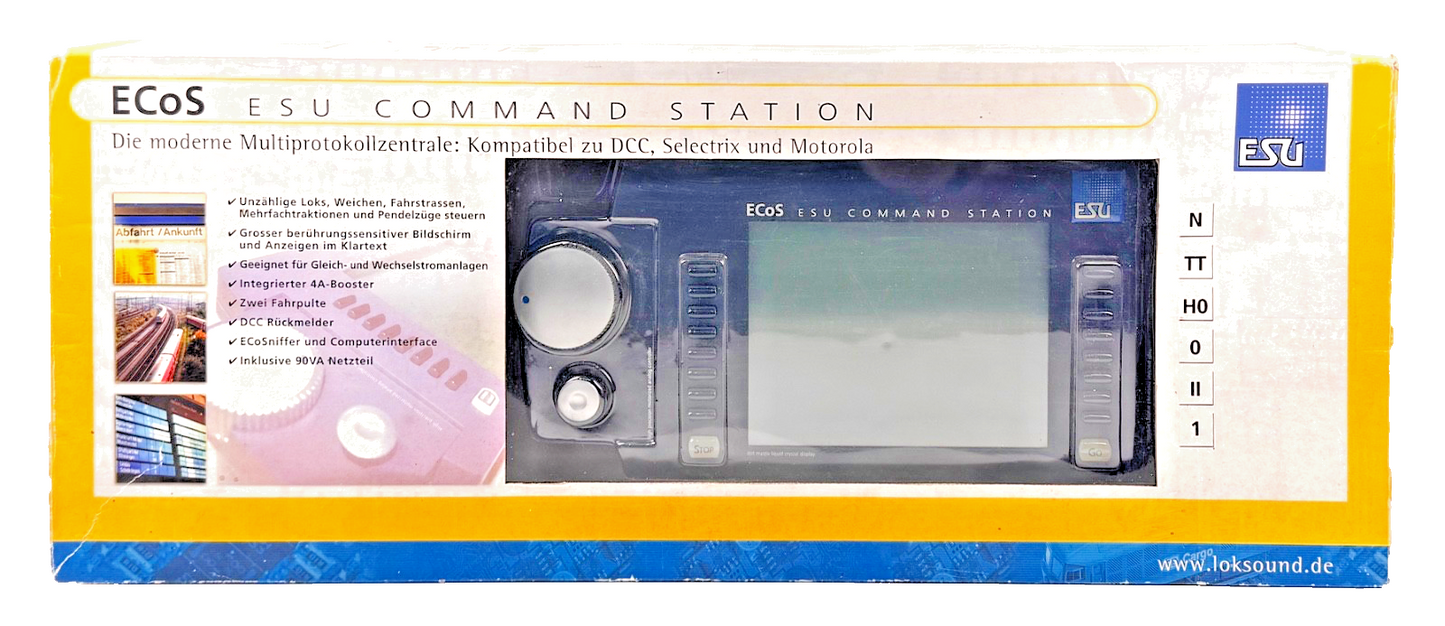 ECoS ESU COMMAND STATION
Die moderne Multiprotokollzentrale: Kompatibel zu DCC, Selectrix und Motorola
ESU
Abfahrt /Ankunft
✔ Unzählige Loks, Weichen, Fahrstrassen,
Mehrfachtraktionen und Pendelzüge steuern
✔ Grosser berührungssensitiver Bildschirm
und Anzeigen im Klartext
✔ Geeignet für Gleich- und Wechselstromanlagen
✔ Integrierter 4A-Booster
✔ Zwei Fahrpulte
✔ DCC Rückmelder
✔ ECoSniffer und Computerinterface
✔ Inklusive 90VA Netzteil
ECoS ESU COMMAND STATION
ESU
STOP
GO
N
TT
H0
0
II
1
Cargo
www.loksound.de